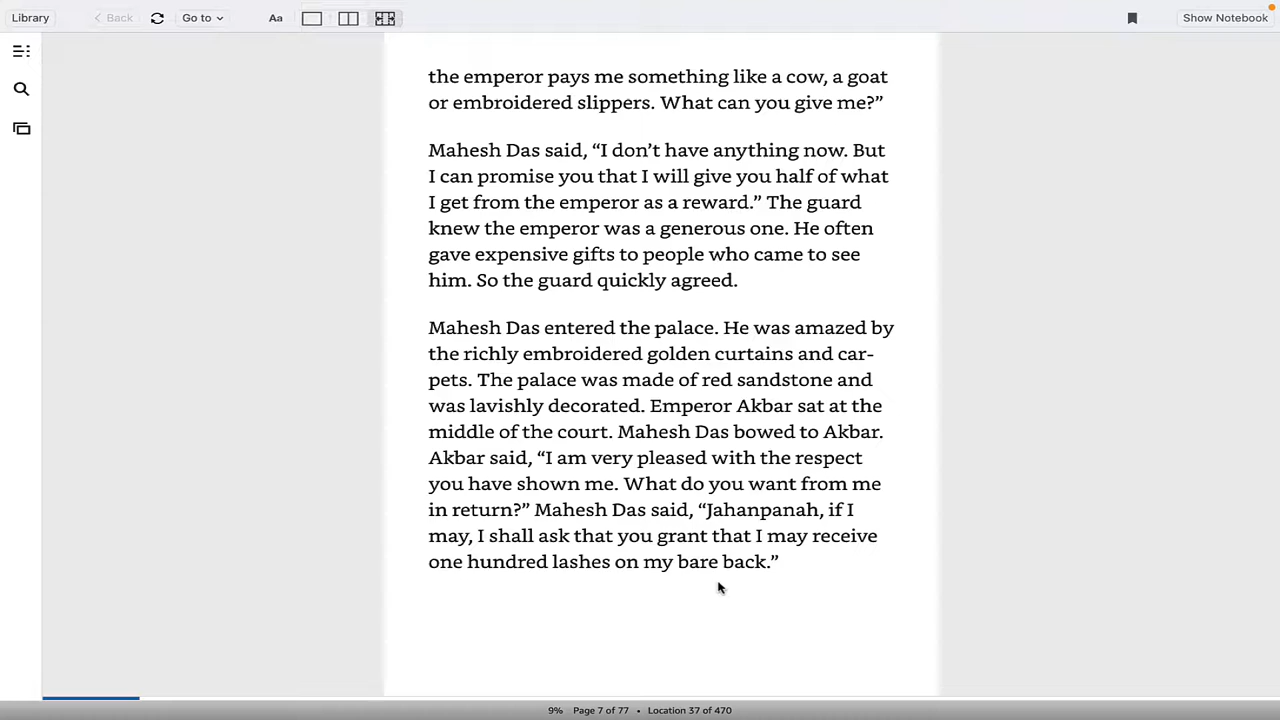 Library
Back
Go to
Aa
Show Notebook
the emperor pays me something like a cow, a goat
or embroidered slippers. What can you give me?”
Mahesh Das said, “I don’t have anything now. But
I can promise you that I will give you half of what
I get from the emperor as a reward.” The guard
knew the emperor was a generous one. He often
gave expensive gifts to people who came to see
him. So the guard quickly agreed.
Mahesh Das entered the palace. He was amazed by
the richly embroidered golden curtains and car-
pets. The palace was made of red sandstone and
was lavishly decorated. Emperor Akbar sat at the
middle of the court. Mahesh Das bowed to Akbar.
Akbar said, “I am very pleased with the respect
you have shown me. What do you want from me
in return?” Mahesh Das said, “Jahanpanah, if I
may, I shall ask that you grant that I may receive
one hundred lashes on my bare back.”
9% Page 7 of 77 • Location 37 of 470